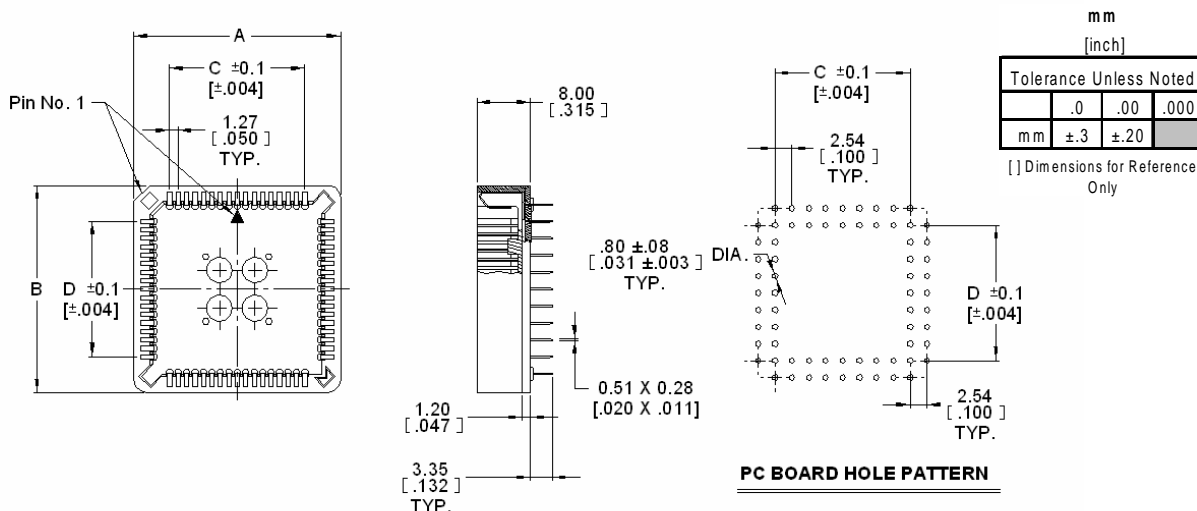 A
C ±0.1
[±.004]
Pin No. 1
1.27
[ .050 ]
TYP.
B
D ±0.1
[±.004]
8.00
[ .315 ]
.80 ±.08
[ .031 ±.003 ] DIA.
TYP.
1.20
[ .047 ]
3.35
[ .132 ]
TYP.
0.51 X 0.28
[.020 X .011]
C ±0.1
[±.004]
2.54
[ .100 ]
TYP.
D ±0.1
[±.004]
2.54
[ .100 ]
TYP.
PC BOARD HOLE PATTERN
mm
[inch]
Tolerance Unless Noted
.0 .00 .000
mm ±.3 ±.20
[ ] Dimensions for Reference
Only